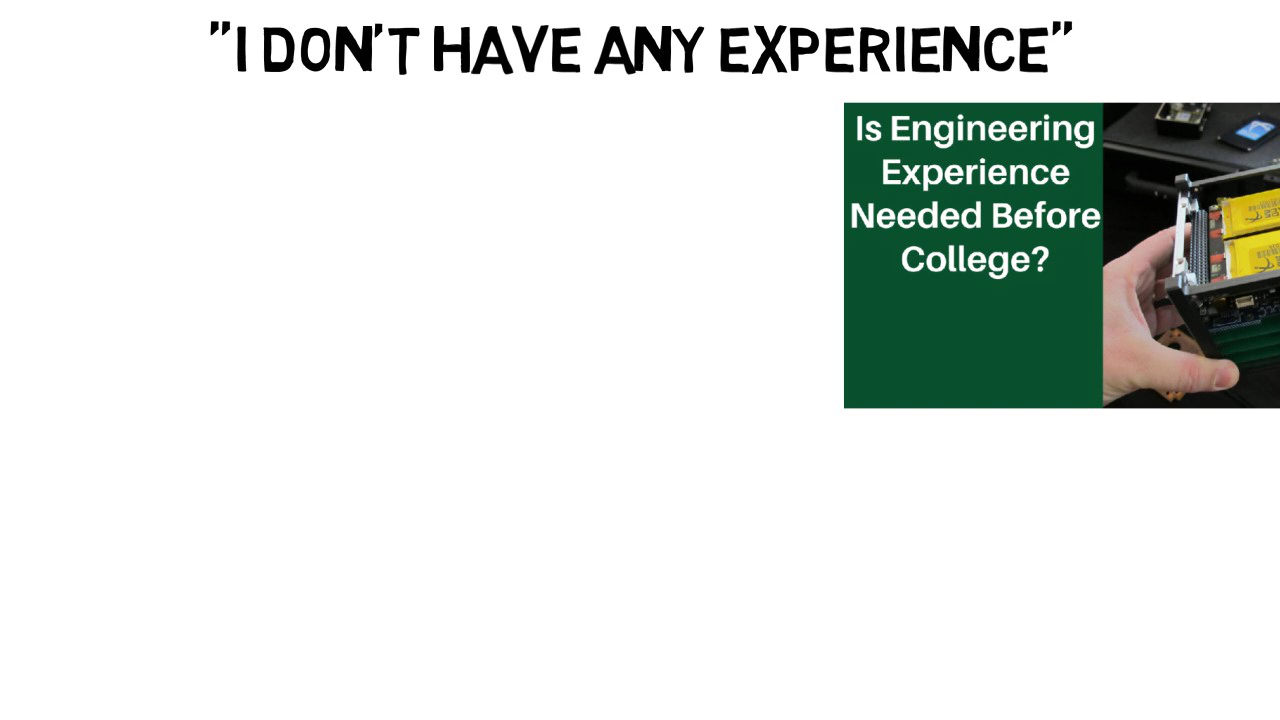 "I DON'T HAVE ANY EXPERIENCE"
Is Engineering
Experience
Needed Before
College?